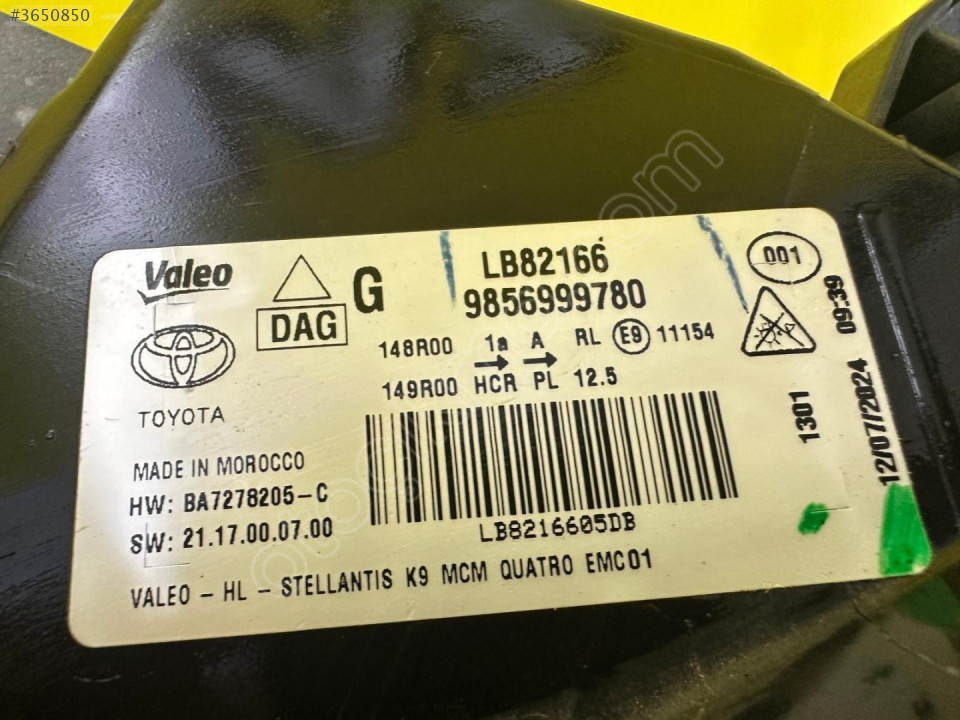 #3650850
Valeo
DAG
G
LB82166
9856999780
001
TOYOTA
148R00 1a A RL E9 11154
149R00 HCR PL 12.5
1301
12/07/2024 09:39
MADE IN MOROCCO
HW: BA7278205-C
SW: 21.17.00.07.00
LB8216605DB
VALEO - HL - STELLANTIS K9 MCM QUATRO EMC01